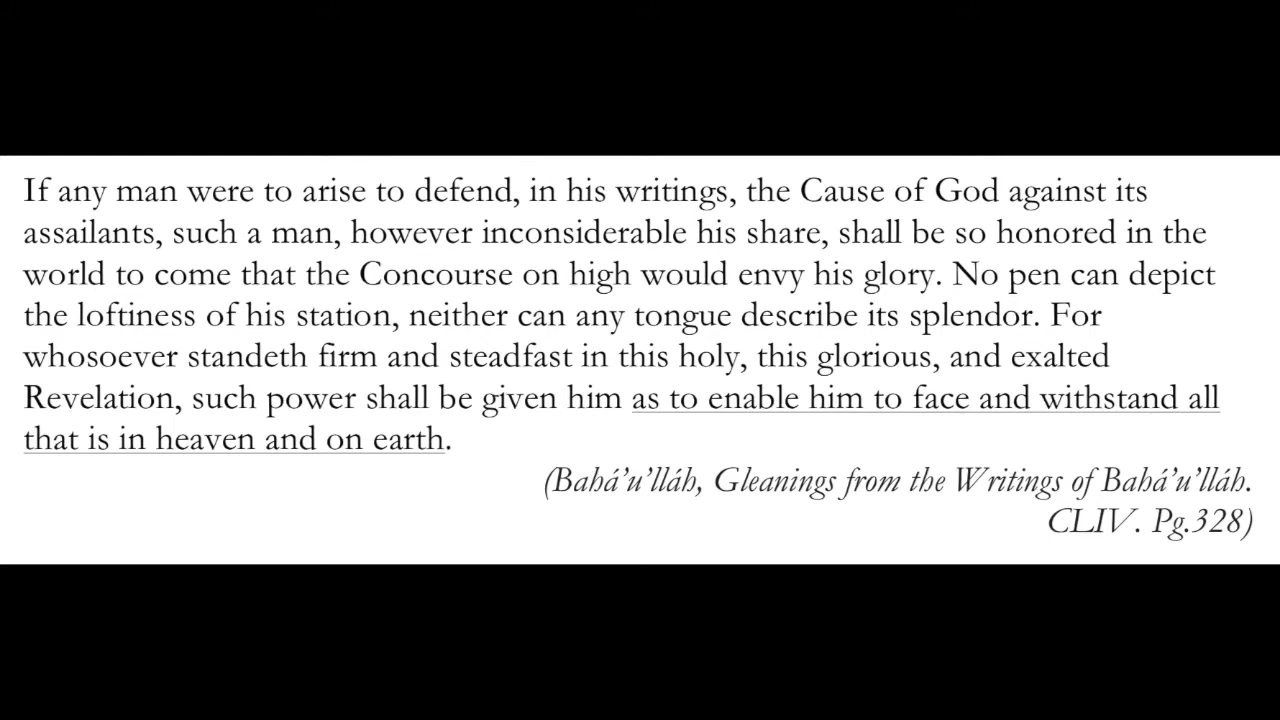 If any man were to arise to defend, in his writings, the Cause of God against its
assailants, such a man, however inconsiderable his share, shall be so honored in the
world to come that the Concourse on high would envy his glory. No pen can depict
the loftiness of his station, neither can any tongue describe its splendor. For
whosoever standeth firm and steadfast in this holy, this glorious, and exalted
Revelation, such power shall be given him as to enable him to face and withstand all
that is in heaven and on earth.
(Bahá’u’lláh, Gleanings from the Writings of Bahá’u’lláh.
CLIV. Pg.328)